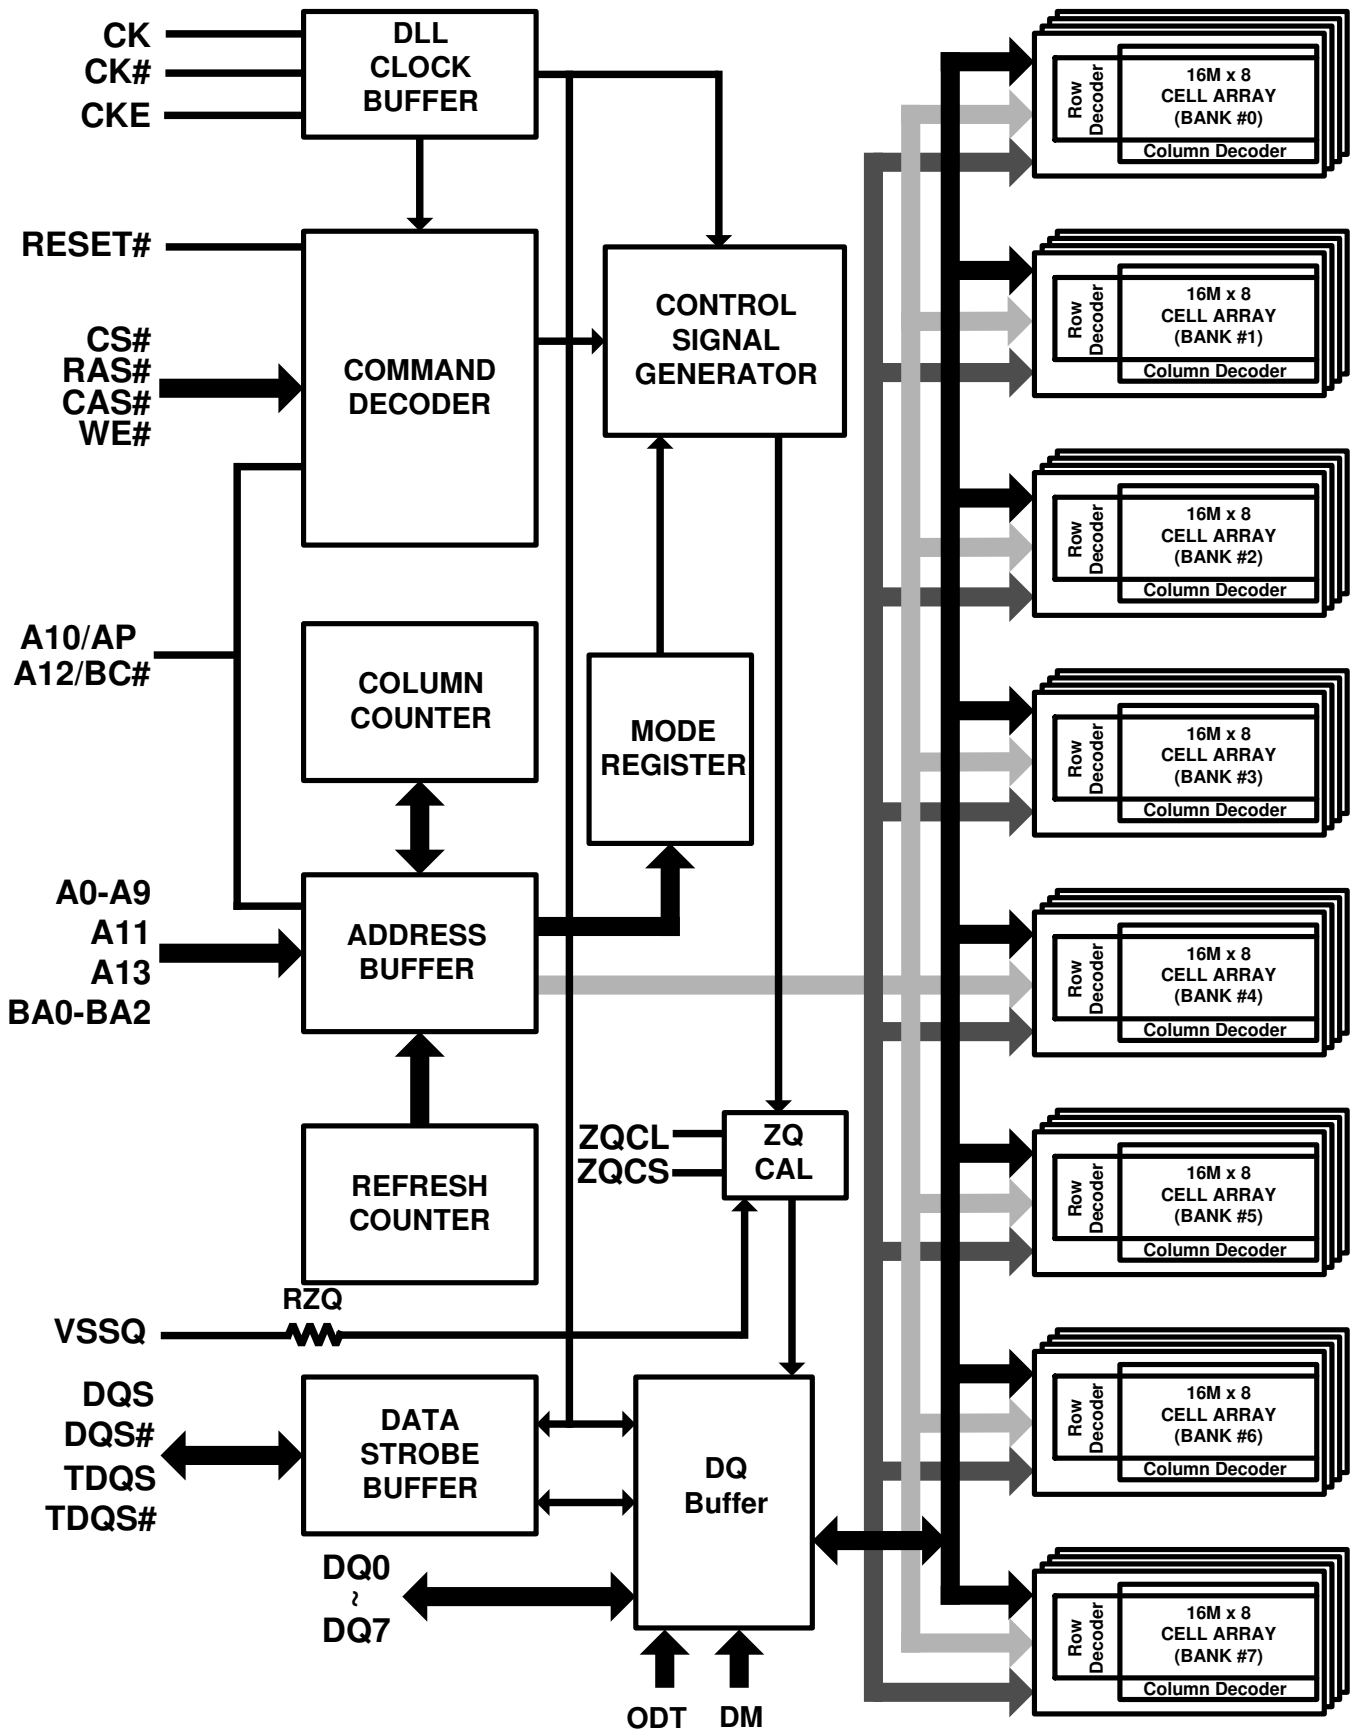 CK
CK#
CKE
DLL
CLOCK
BUFFER
RESET#
CS#
RAS#
CAS#
WE#
COMMAND
DECODER
CONTROL
SIGNAL
GENERATOR
A10/AP
A12/BC#
COLUMN
COUNTER
MODE
REGISTER
A0-A9
A11
A13
BA0-BA2
ADDRESS
BUFFER
REFRESH
COUNTER
ZQCL
ZQCS
ZQ
CAL
RZQ
VSSQ
DQS
DQS#
TDQS
TDQS#
DATA
STROBE
BUFFER
DQ
Buffer
DQ0
~
DQ7
ODT
DM
Row
Decoder
16M x 8
CELL ARRAY
(BANK #0)
Column Decoder
Row
Decoder
16M x 8
CELL ARRAY
(BANK #1)
Column Decoder
Row
Decoder
16M x 8
CELL ARRAY
(BANK #2)
Column Decoder
Row
Decoder
16M x 8
CELL ARRAY
(BANK #3)
Column Decoder
Row
Decoder
16M x 8
CELL ARRAY
(BANK #4)
Column Decoder
Row
Decoder
16M x 8
CELL ARRAY
(BANK #5)
Column Decoder
Row
Decoder
16M x 8
CELL ARRAY
(BANK #6)
Column Decoder
Row
Decoder
16M x 8
CELL ARRAY
(BANK #7)
Column Decoder